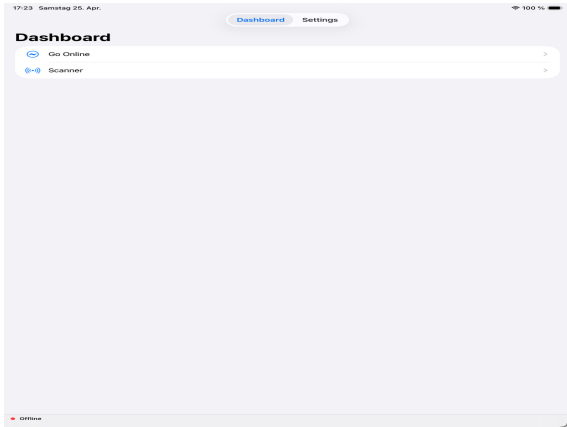 17:23 Samstag 25. Apr.
100 %
Dashboard Settings
Dashboard
Go Online
Scanner
Offline